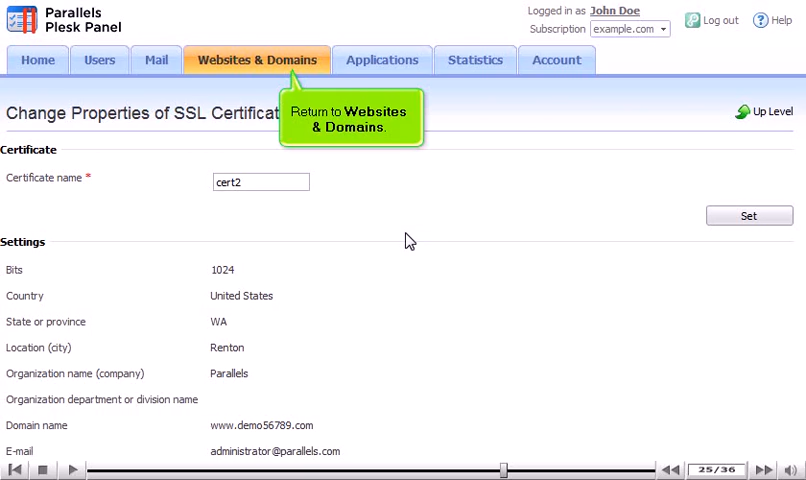 Parallels
Plesk Panel
Logged in as John Doe
Subscription example.com
Log out
Help
Home
Users
Mail
Websites & Domains
Applications
Statistics
Account
Change Properties of SSL Certificat
Return to Websites
& Domains.
Up Level
Certificate
Certificate name *
cert2
Set
Settings
Bits 1024
Country United States
State or province WA
Location (city) Renton
Organization name (company) Parallels
Organization department or division name
Domain name www.demo56789.com
E-mail administrator@parallels.com
25/36